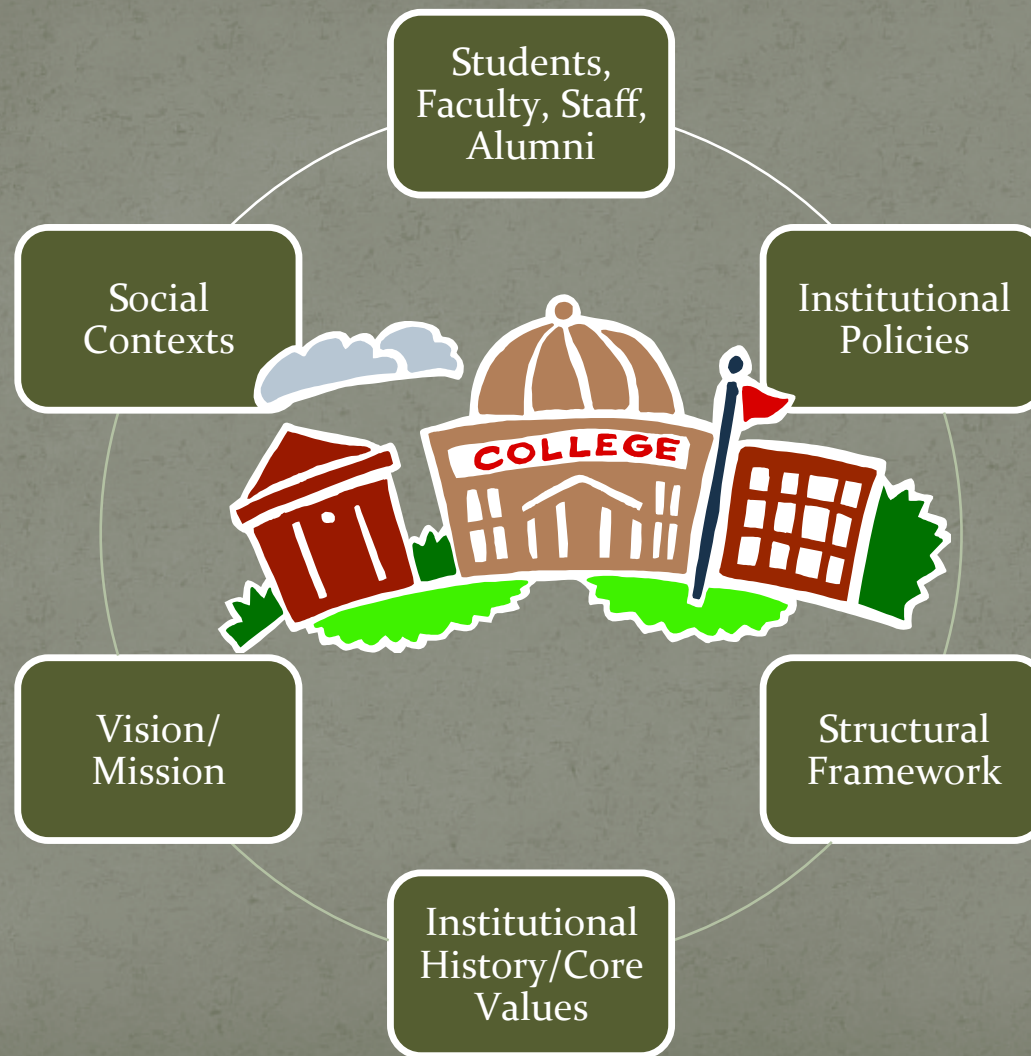 Students,
Faculty, Staff,
Alumni
Institutional
Policies
Structural
Framework
Institutional
History/Core
Values
Vision/
Mission
Social
Contexts
COLLEGE